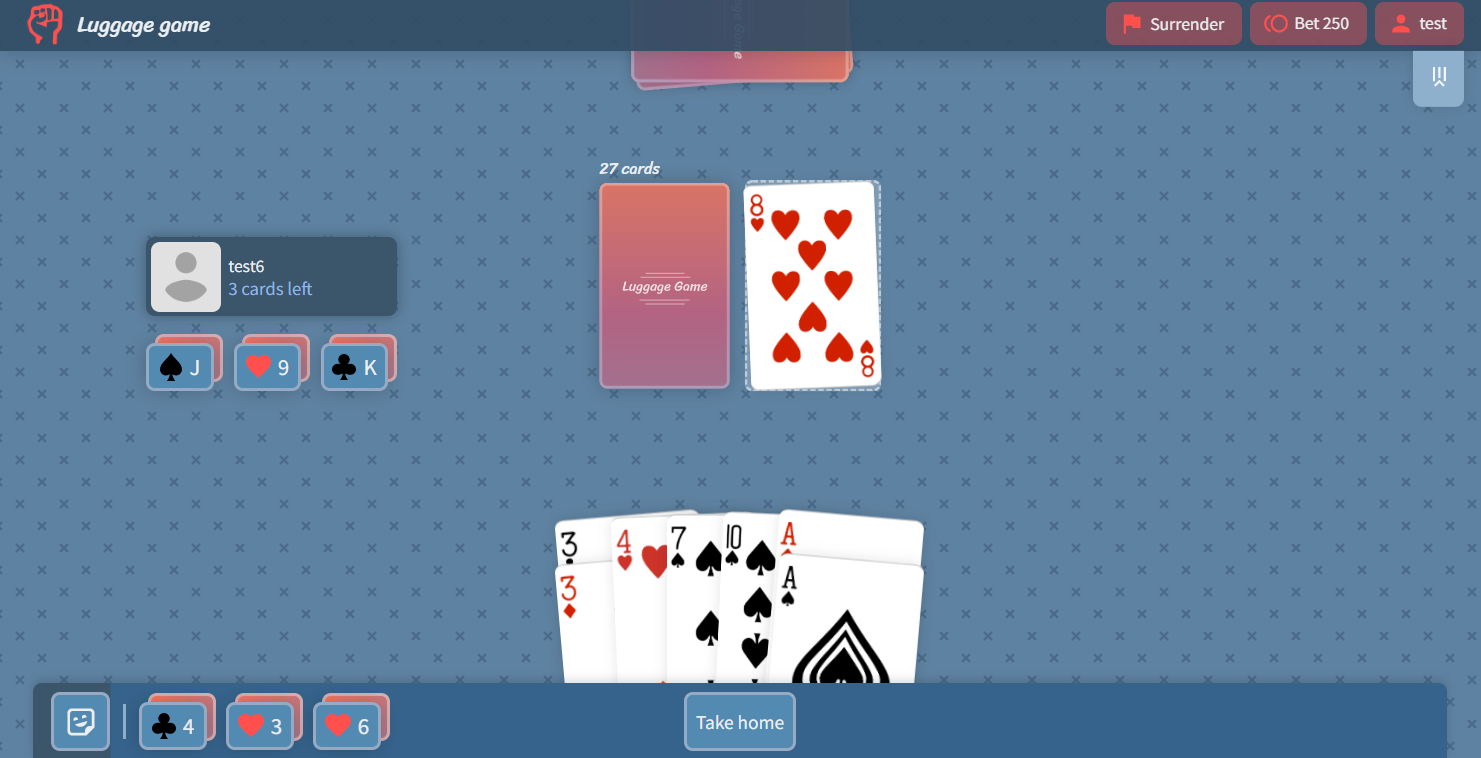 Luggage game
Surrender
Bet 250
test
27 cards
8
8
Luggage Game
test6
3 cards left
J
9
K
3
4
7
10
A
3
A
4
3
6
Take home